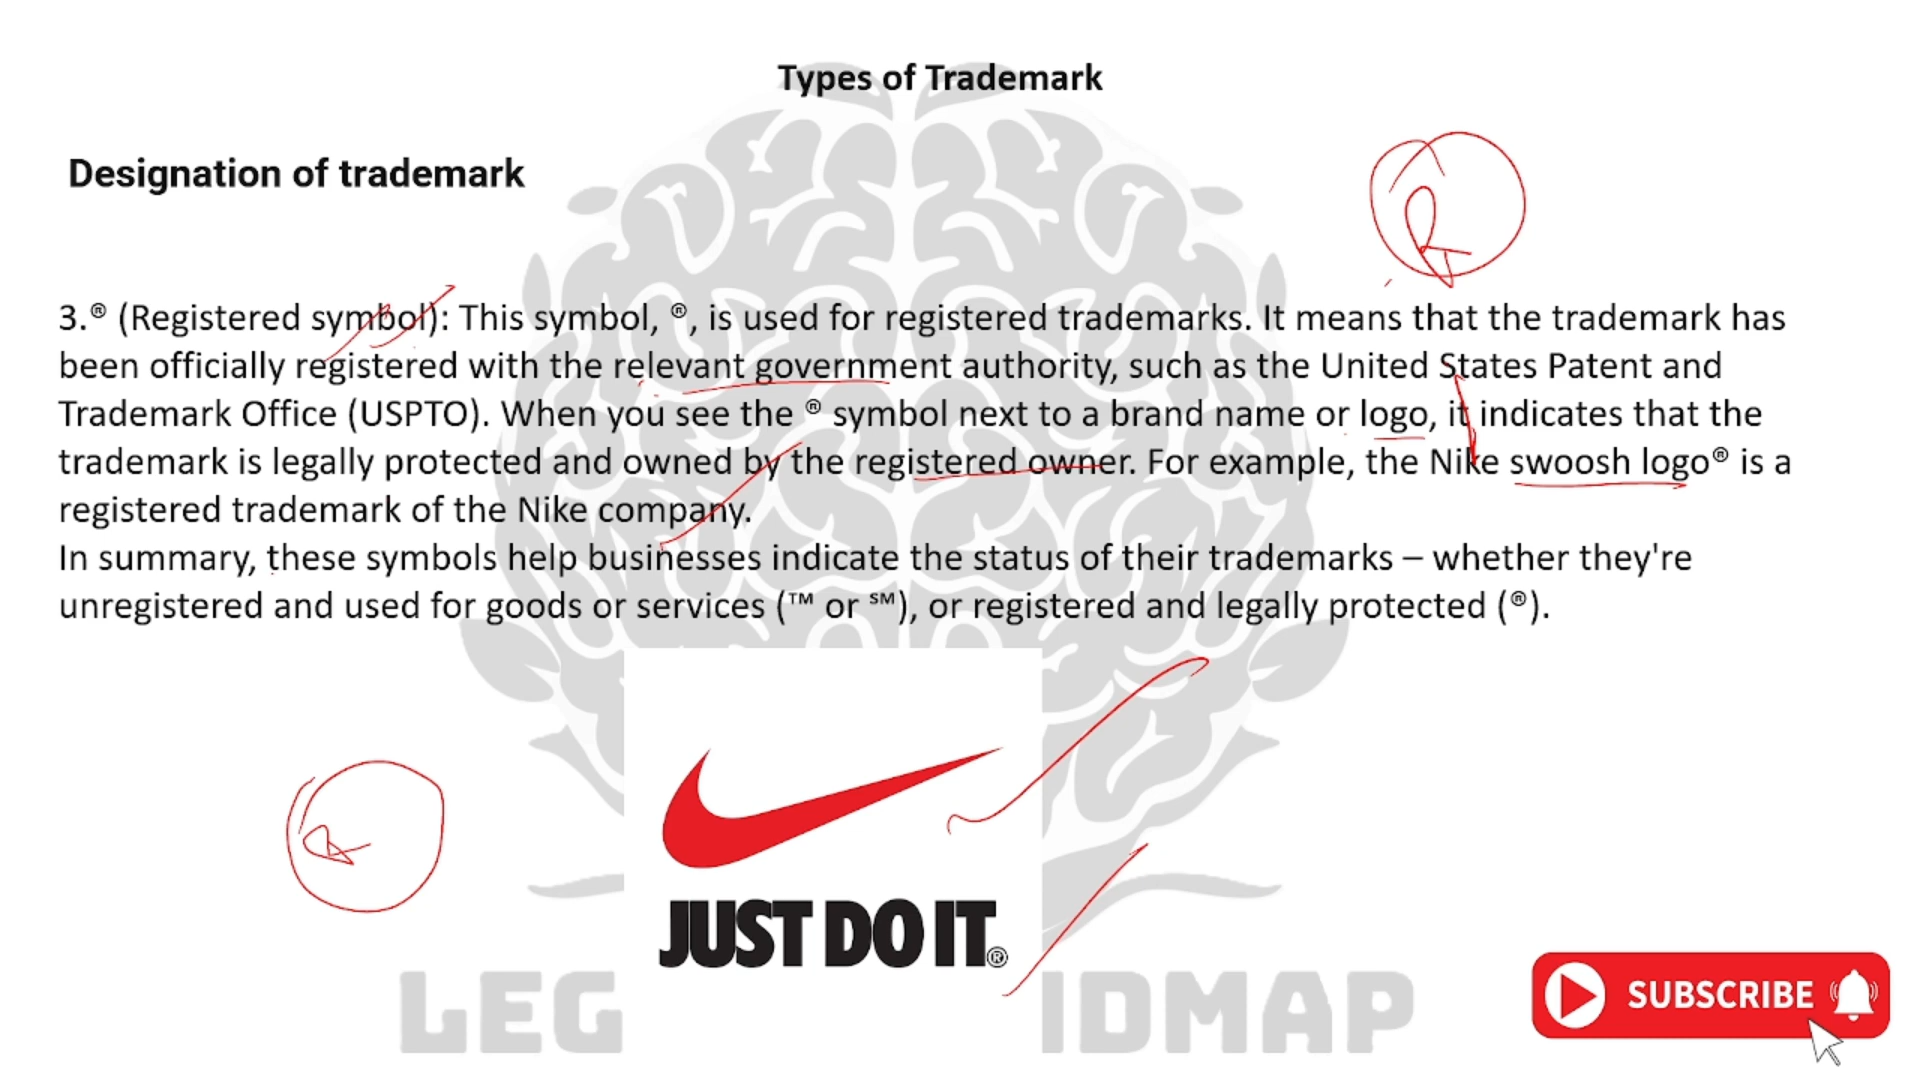 Types of Trademark
Designation of trademark
R
3.® (Registered symbol): This symbol, ®, is used for registered trademarks. It means that the trademark has
been officially registered with the relevant government authority, such as the United States Patent and
Trademark Office (USPTO). When you see the ® symbol next to a brand name or logo, it indicates that the
trademark is legally protected and owned by the registered owner. For example, the Nike swoosh logo® is a
registered trademark of the Nike company.
In summary, these symbols help businesses indicate the status of their trademarks – whether they're
unregistered and used for goods or services (™ or ℠), or registered and legally protected (®).
R
JUST DO IT®
LEG IDMAP
SUBSCRIBE